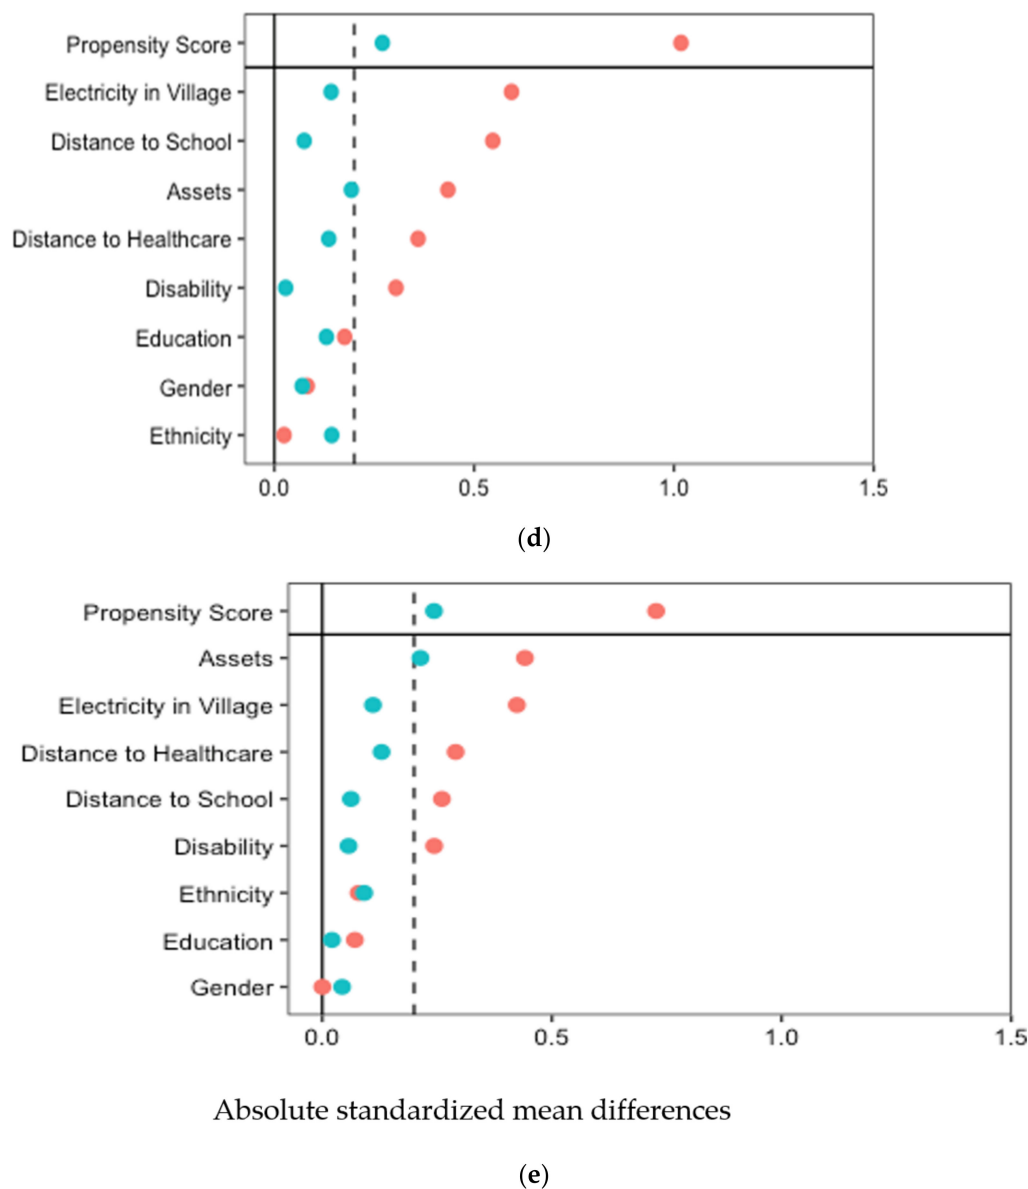 Propensity Score
Electricity in Village
Distance to School
Assets
Distance to Healthcare
Disability
Education
Gender
Ethnicity
0.0 0.5 1.0 1.5
(d)
Propensity Score
Assets
Electricity in Village
Distance to Healthcare
Distance to School
Disability
Ethnicity
Education
Gender
0.0 0.5 1.0 1.5
Absolute standardized mean differences
(e)